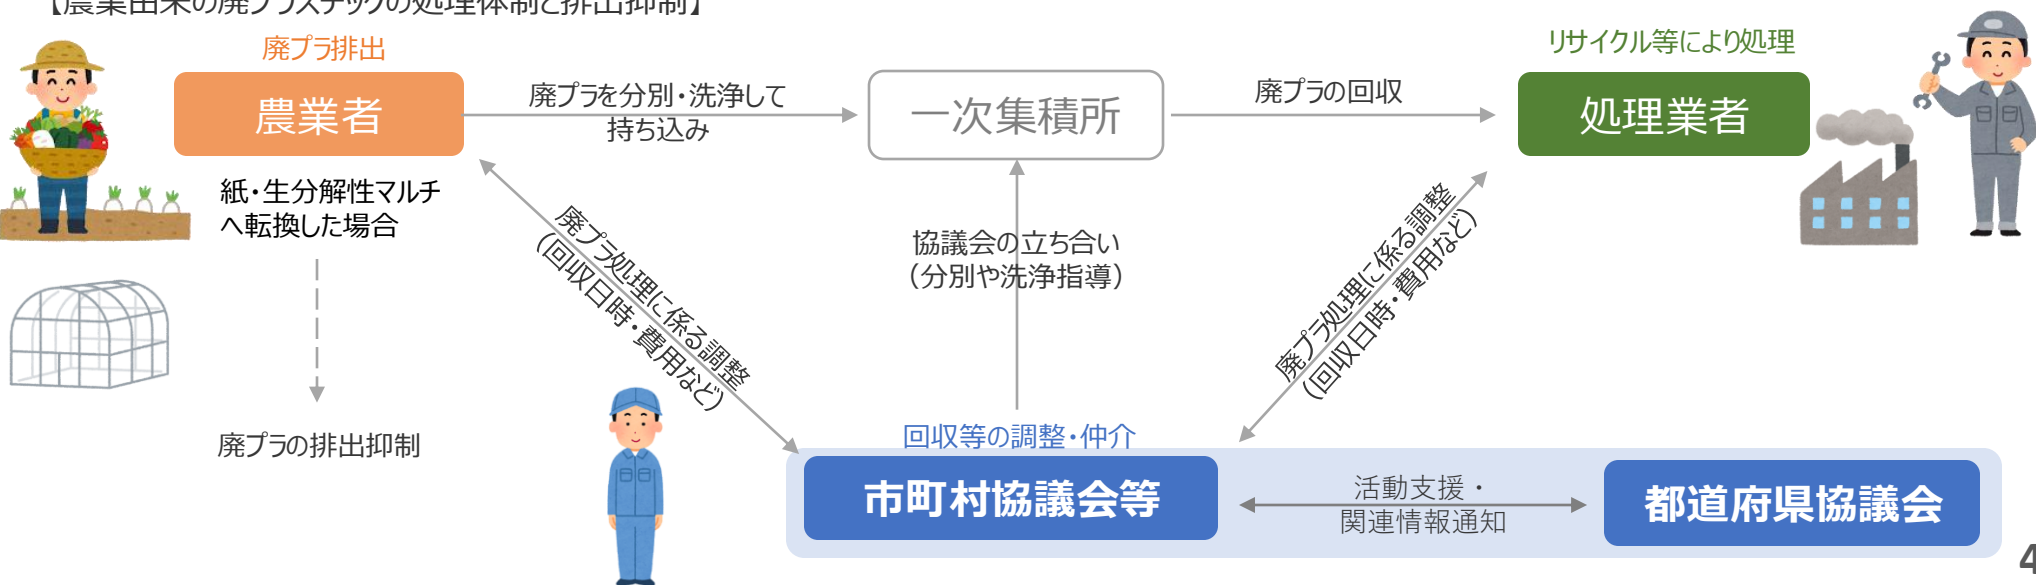 【農業由来の廃プラスチックの処理体制と排出抑制】
廃プラ排出
農業者
廃プラを分別・洗浄して
持ち込み
一次集積所
廃プラの回収
リサイクル等により処理
処理業者
紙・生分解性マルチ
へ転換した場合
廃プラの排出抑制
廃プラ処理に係る調整
（回収日時・費用など）
協議会の立ち合い
（分別や洗浄指導）
廃プラ処理に係る調整
（回収日時・費用など）
回収等の調整・仲介
市町村協議会等
活動支援・
関連情報通知
都道府県協議会
4